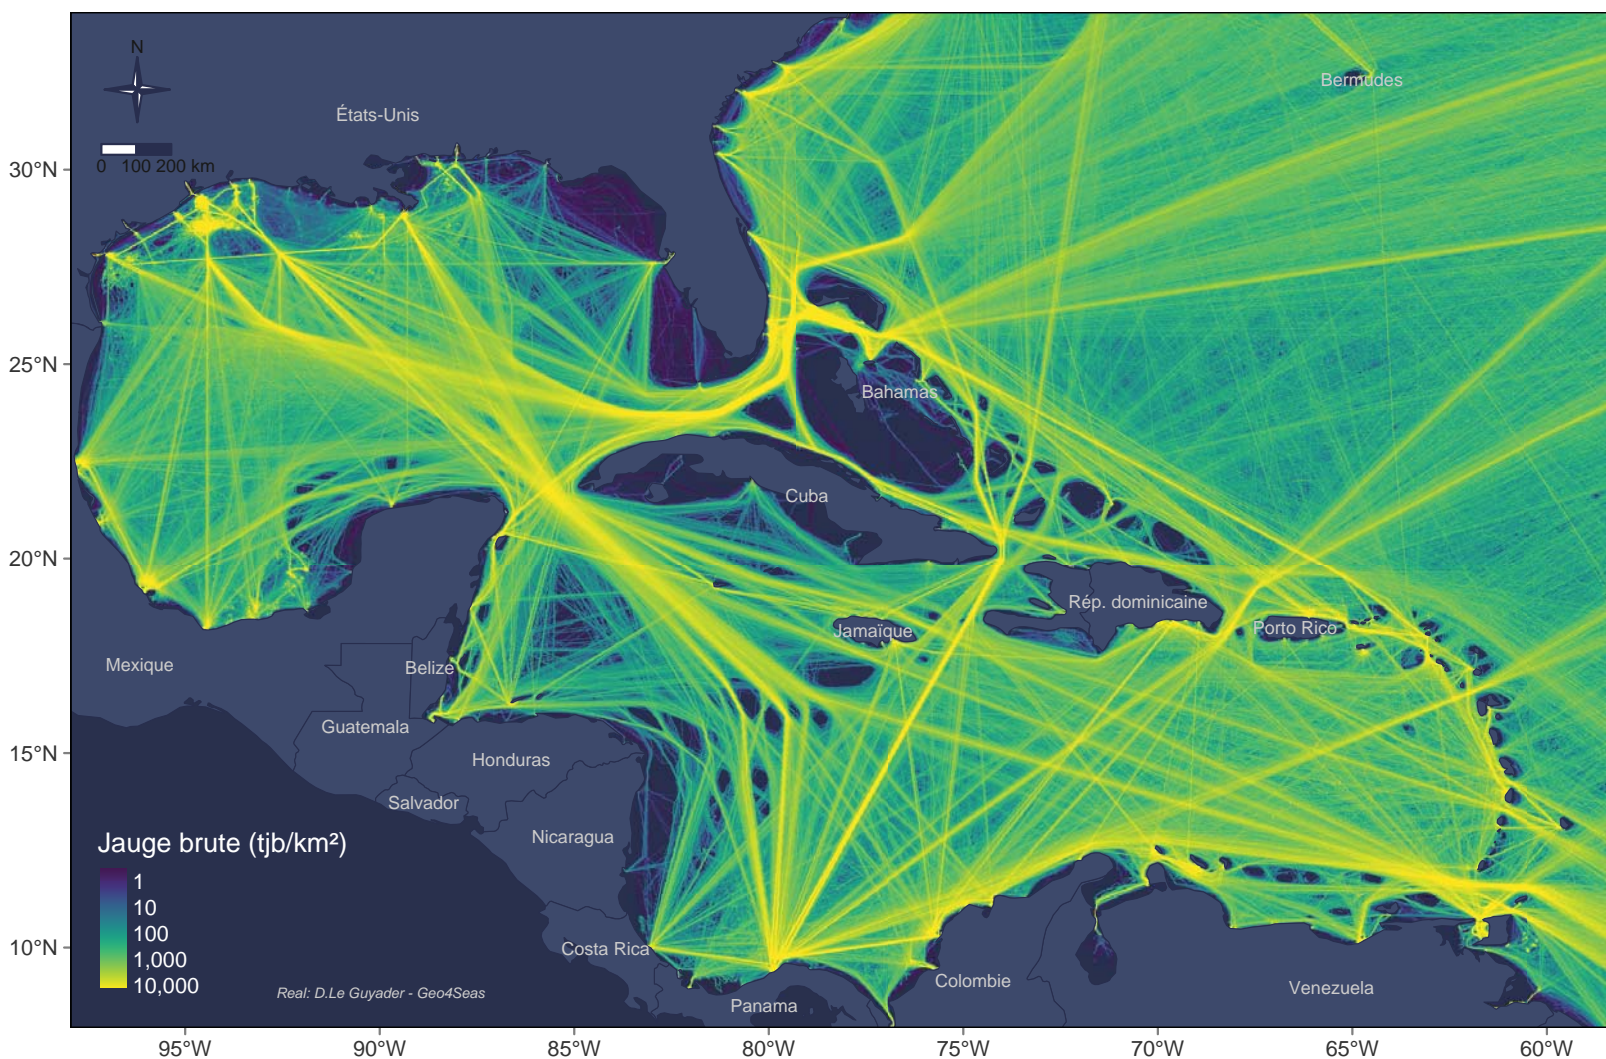 N
États-Unis
Bermudes
0 100 200 km
30°N
25°N
20°N
15°N
10°N
Bahamas
Cuba
Rép. dominicaine
Jamaïque
Porto Rico
Mexique
Belize
Guatemala
Honduras
Salvador
Nicaragua
Costa Rica
Panama
Colombie
Venezuela
Jauge brute (tjb/km²)
1
10
100
1,000
10,000
Real: D.Le Guyader - Geo4Seas
95°W 90°W 85°W 80°W 75°W 70°W 65°W 60°W